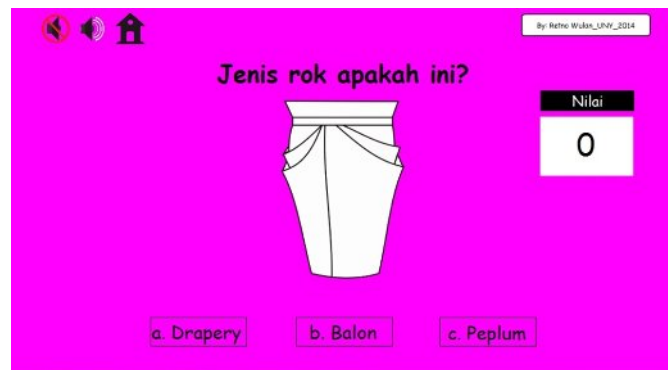 By: Retno Wulan_UNY_2014
Jenis rok apakah ini?
Nilai
0
a. Drapery
b. Balon
c. Peplum